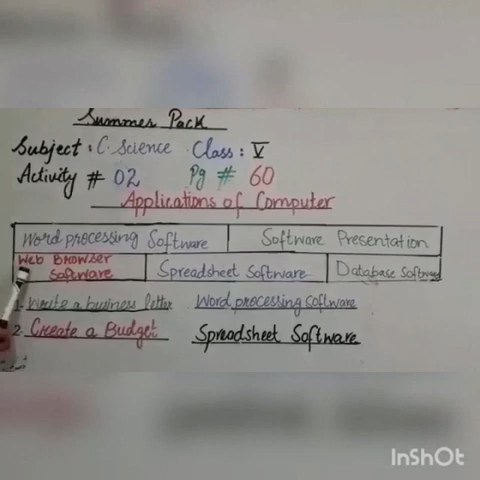 Summer Pack
Subject : C. Science Class : V
Activity # 02 Pg # 60
Applications of Computer
Word processing Software Software Presentation
Web Browser Software Spreadsheet Software Database Software
1. Write a business letter Word processing Software
2. Create a Budget Spreadsheet Software
InShOt